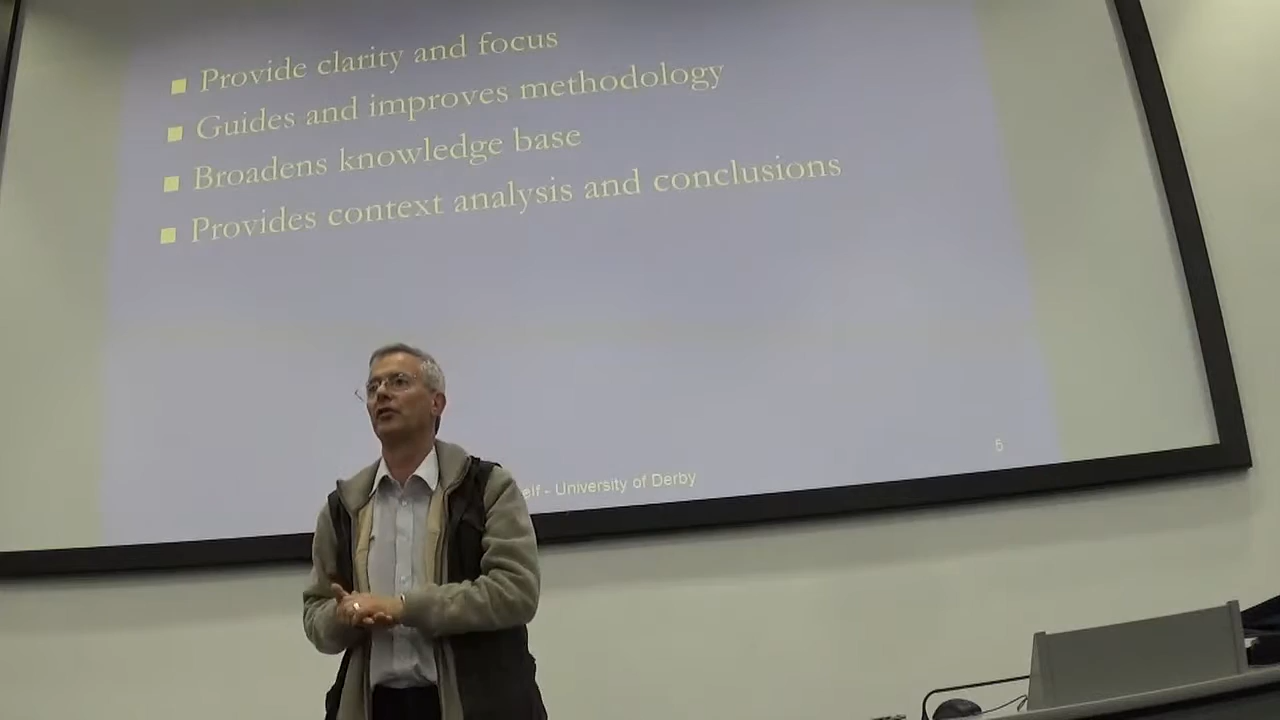 Provide clarity and focus
Guides and improves methodology
Broadens knowledge base
Provides context analysis and conclusions
elf - University of Derby
5